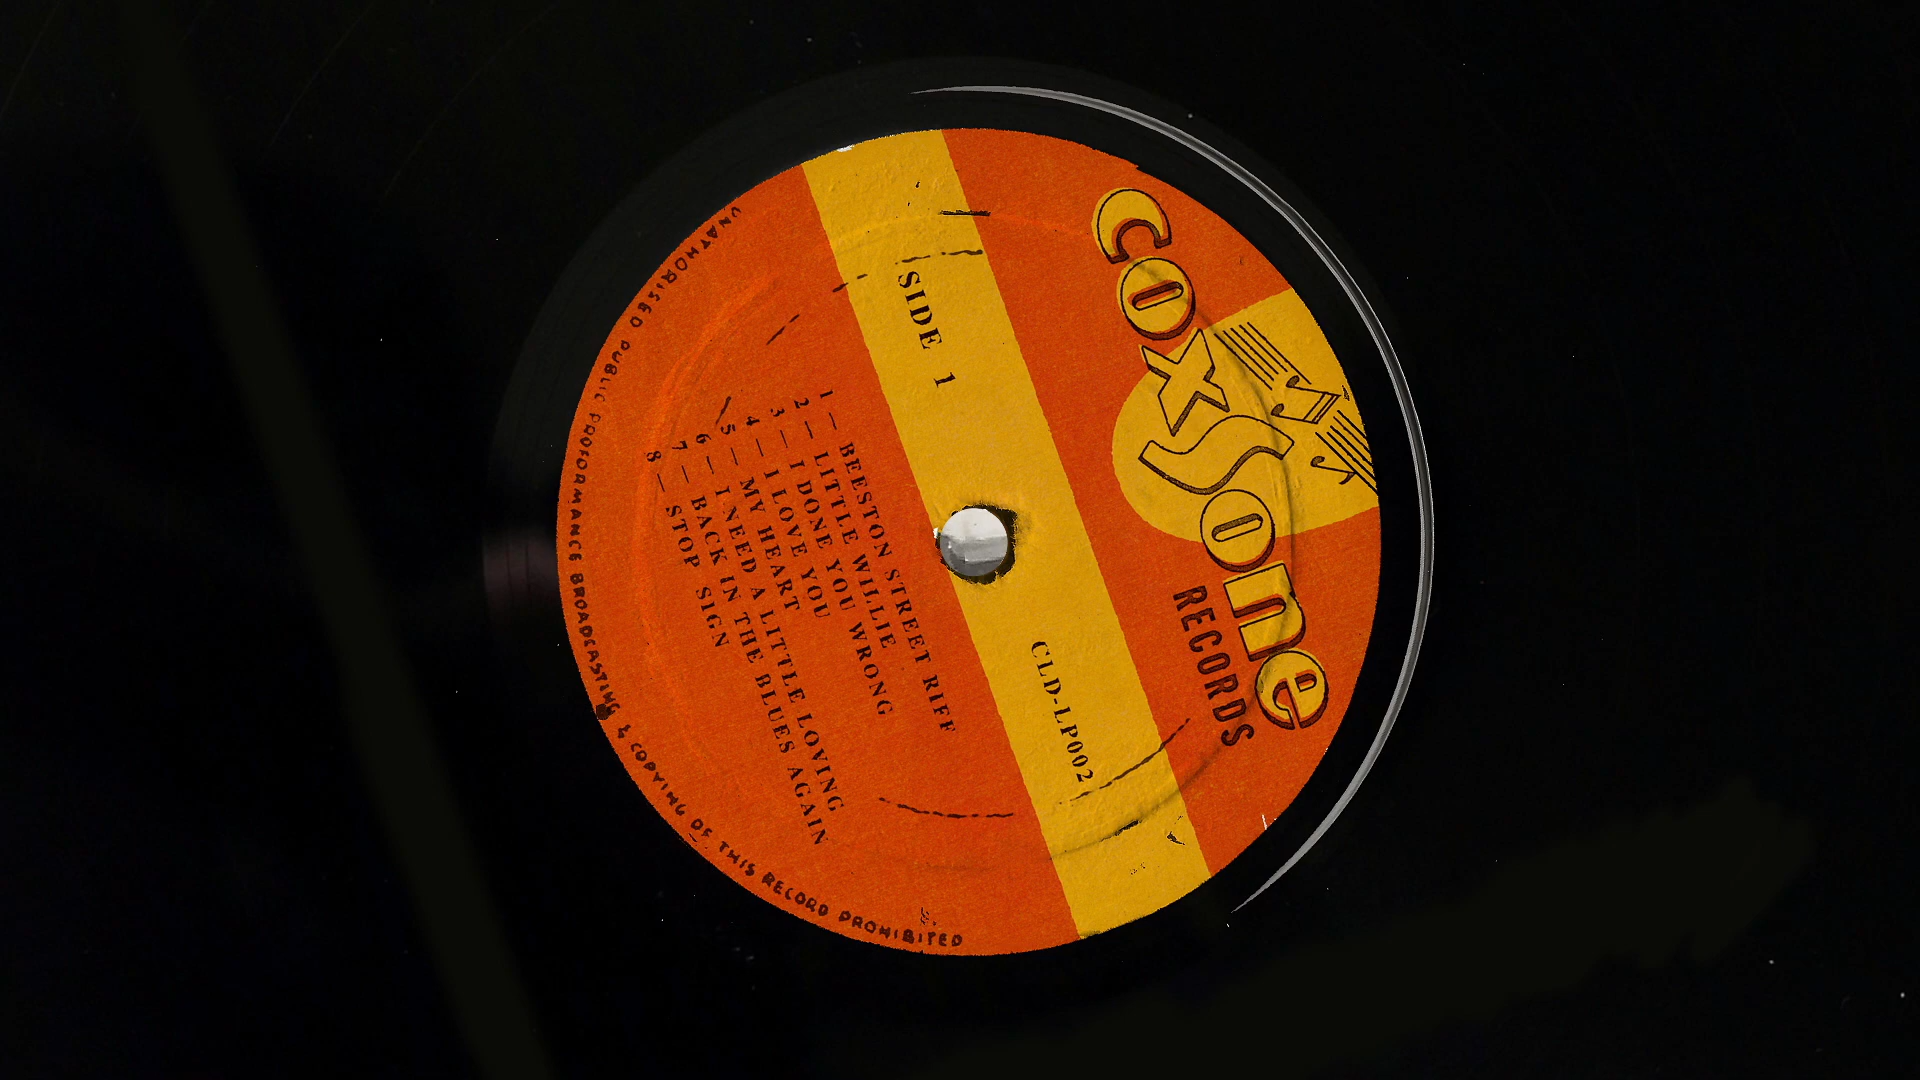 coxsone
RECORDS
SIDE 1
CLD-LP002
1 — BEESTON STREET RIFF
2 — LITTLE WILLIE
3 — I DONE YOU WRONG
4 — I LOVE YOU
5 — MY HEART
6 — I NEED A LITTLE LOVING
7 — BACK IN THE BLUES AGAIN
8 — STOP SIGN
UNATHORISED PUBLIC PROFORMANCE BROADCASTING & COPYING OF THIS RECORD PROHIBITED